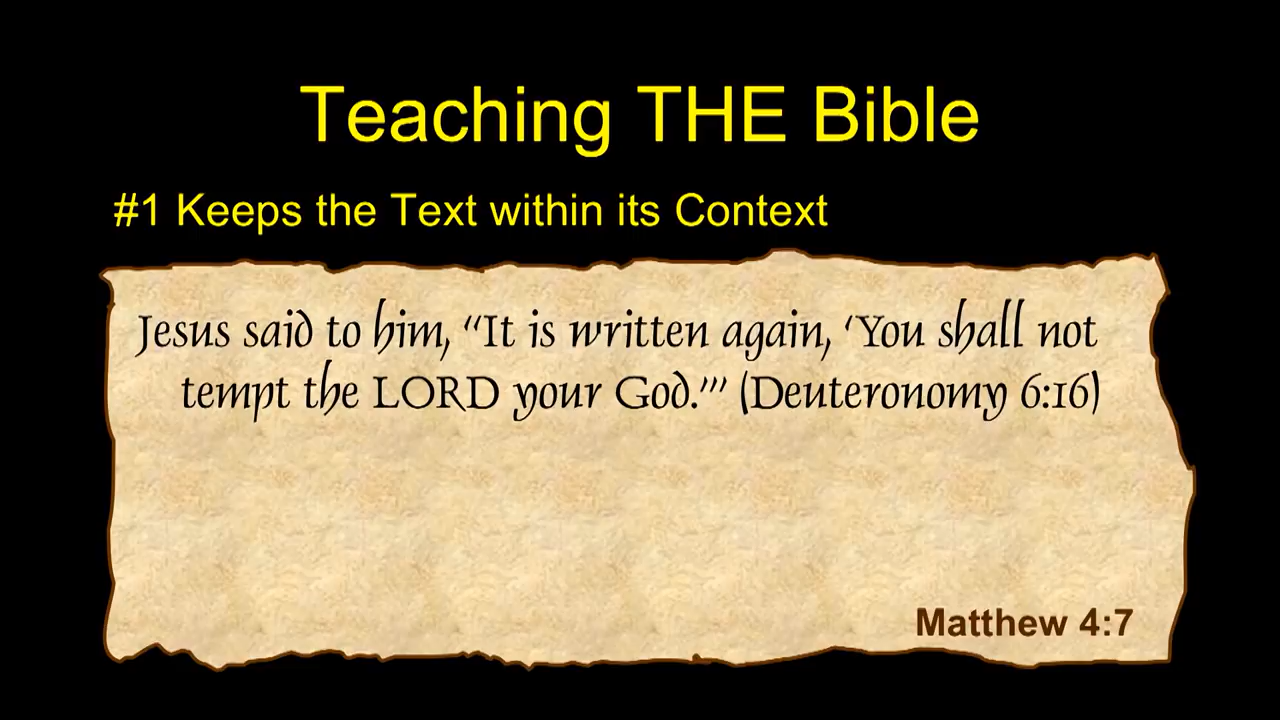 Teaching THE Bible
#1 Keeps the Text within its Context
Jesus said to him, “It is written again, ‘You shall not
tempt the LORD your God.’” (Deuteronomy 6:16)
Matthew 4:7